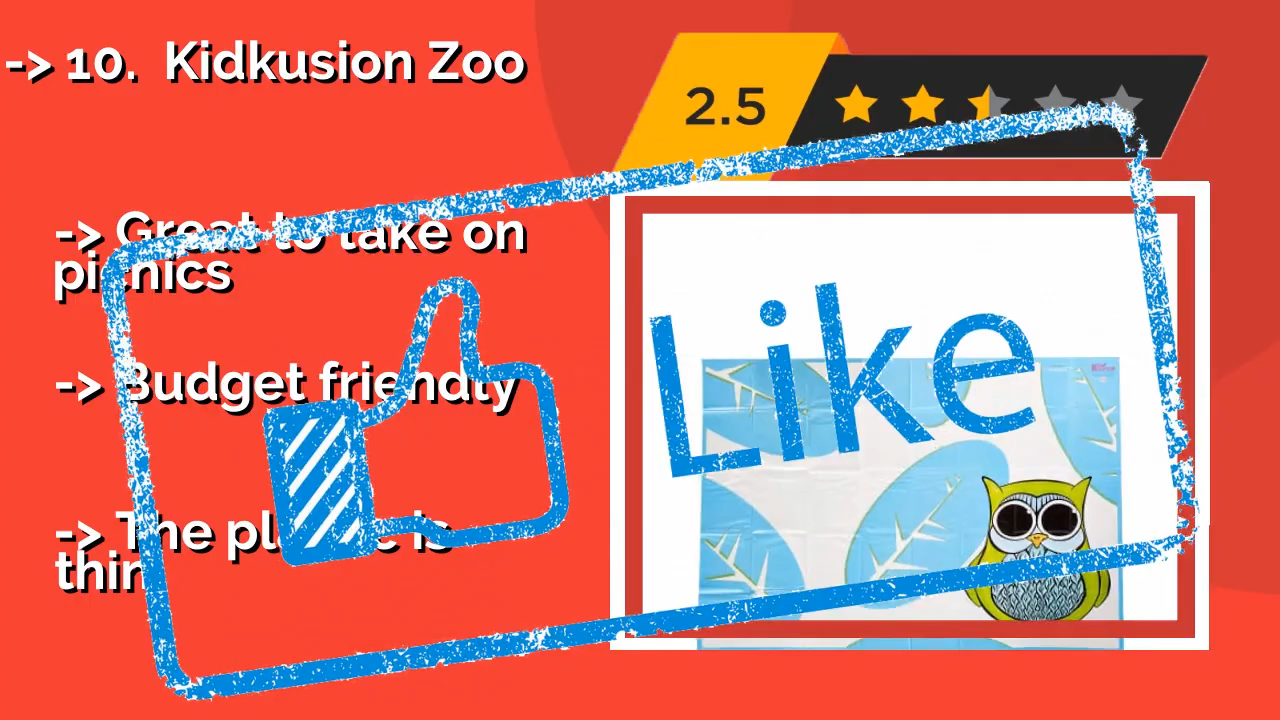 -> 10. Kidkusion Zoo
2.5
-> Great to take on
picnics
-> Budget friendly
-> The plastic is
thin
Like